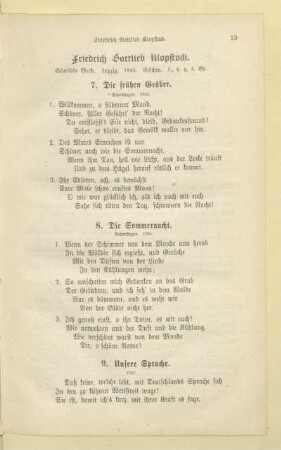 Friedrich Gottlieb Klopstock. 23
Friedrich Gottlieb Klopstock.
Sämmtliche Werke. Leipzig 1823. Göschen.
7. Die frühen Gräber.
1. Willkommen, o silberner Mond,
Schöner, stiller Gefährt' der Nacht!
Du entfliehst? Eile nicht, bleib, Gedankenfreund!
Sehet, er bleibt, das Gewölk wallte nur hin.
2. Des Maies Erwachen ist nur
Schöner noch wie die Sommernacht,
Wenn ihm Tau, hell wie Licht, aus der Locke träuft
Und zu dem Hügel herauf rötlich er kommt.
3. Ihr Edleren, ach, es bewächst
Eure Male schon ernstes Moos!
O wie war glücklich ich, als ich noch mit euch
Sahe sich röten den Tag, schimmern die Nacht!
8. Die Sommernacht.
1. Wenn der Schimmer von dem Monde nun herab
In die Wälder sich ergießt, und Gerüche
Mit den Düften von der Linde
In den Kühlungen wehn;
2. So umschatten mich Gedanken an das Grab
Der Geliebten, und ich seh' in dem Walde
Nur es dämmern, und es weht mir
Von der Blüte nicht her.
3. Ich genoß einst, o ihr Toten, es mit euch!
Wie umwehten uns der Duft und die Kühlung,
Wie verschönt warst von dem Monde
Du, o schöne Natur!
9. Unsere Sprache.
Daß keine, welche lebt, mit Deutschlands Sprache sich
In den zu kühnen Wettstreit wage!
Sie ist, damit ich's kurz, mit ihrer Kraft es sage,